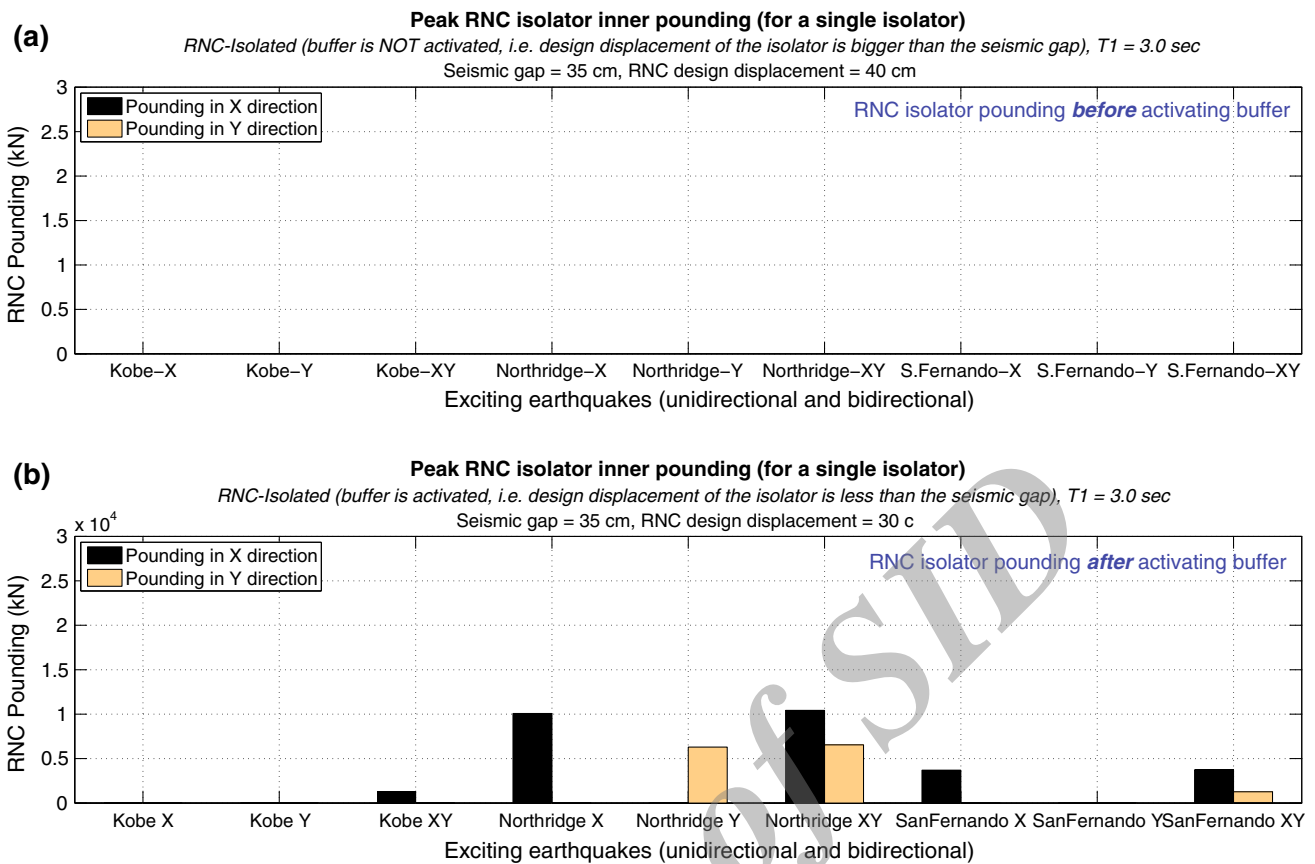 (a)
Peak RNC isolator inner pounding (for a single isolator)
RNC-Isolated (buffer is NOT activated, i.e. design displacement of the isolator is bigger than the seismic gap), T1 = 3.0 sec
Seismic gap = 35 cm, RNC design displacement = 40 cm
3
2.5
2
1.5
1
0.5
0
RNC Pounding (kN)
Pounding in X direction
Pounding in Y direction
RNC isolator pounding before activating buffer
Kobe−X Kobe−Y Kobe−XY Northridge−X Northridge−Y Northridge−XY S.Fernando−X S.Fernando−Y S.Fernando−XY
Exciting earthquakes (unidirectional and bidirectional)
(b)
Peak RNC isolator inner pounding (for a single isolator)
RNC-Isolated (buffer is activated, i.e. design displacement of the isolator is less than the seismic gap), T1 = 3.0 sec
Seismic gap = 35 cm, RNC design displacement = 30 c
x 10^4
3
2.5
2
1.5
1
0.5
0
RNC Pounding (kN)
Pounding in X direction
Pounding in Y direction
RNC isolator pounding after activating buffer
Kobe X Kobe Y Kobe XY Northridge X Northridge Y Northridge XY SanFernando X SanFernando Y SanFernando XY
Exciting earthquakes (unidirectional and bidirectional)
of SID